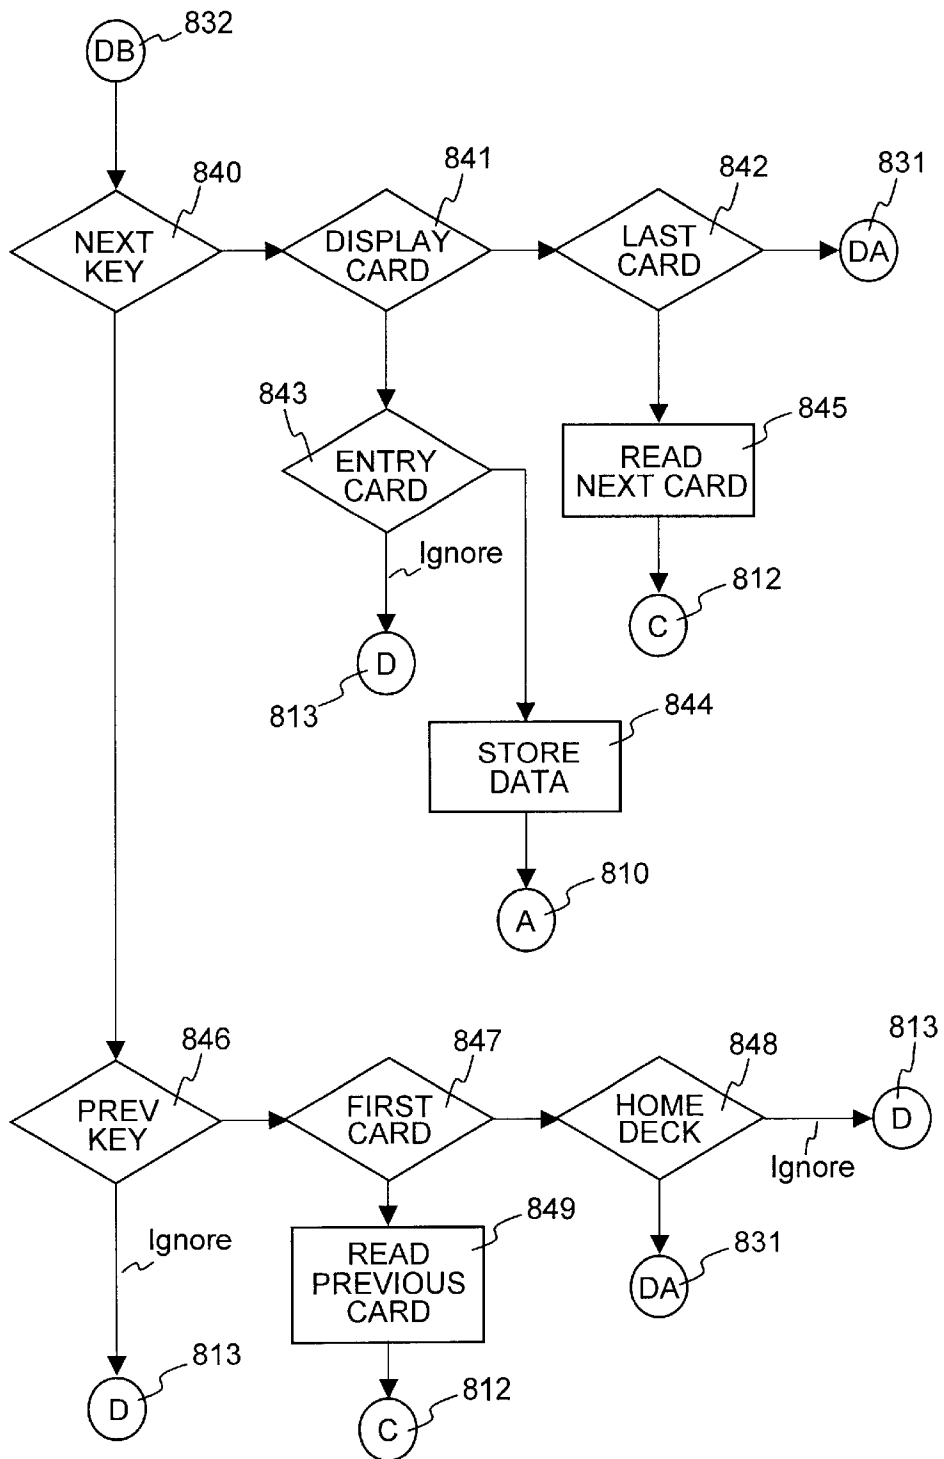 DB 832
840
NEXT
KEY
841
DISPLAY
CARD
842
LAST
CARD
831
DA
843
ENTRY
CARD
Ignore
D
813
845
READ
NEXT CARD
812
C
844
STORE
DATA
810
A
846
PREV
KEY
847
FIRST
CARD
848
HOME
DECK
813
D
Ignore
Ignore
849
READ
PREVIOUS
CARD
831
DA
813
D
812
C